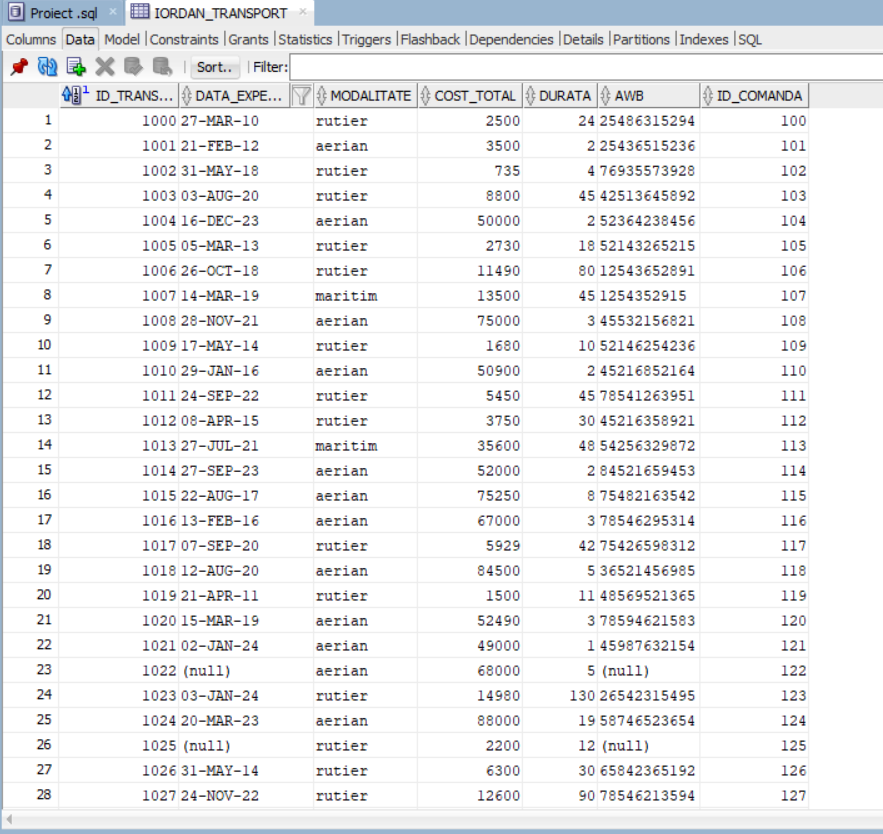 Proiect .sql × IORDAN_TRANSPORT ×
Columns Data Model Constraints Grants Statistics Triggers Flashback Dependencies Details Partitions Indexes SQL
Sort.. Filter:
ID_TRANS... DATA_EXPE... MODALITATE COST_TOTAL DURATA AWB ID_COMANDA
1 1000 27-MAR-10 rutier 2500 24 25486315294 100
2 1001 21-FEB-12 aerian 3500 2 25436515236 101
3 1002 31-MAY-18 rutier 735 4 76935573928 102
4 1003 03-AUG-20 rutier 8800 45 42513645892 103
5 1004 16-DEC-23 aerian 50000 2 52364238456 104
6 1005 05-MAR-13 rutier 2730 18 52143265215 105
7 1006 26-OCT-18 rutier 11490 80 12543652891 106
8 1007 14-MAR-19 maritim 13500 45 1254352915 107
9 1008 28-NOV-21 aerian 75000 3 45532156821 108
10 1009 17-MAY-14 rutier 1680 10 52146254236 109
11 1010 29-JAN-16 aerian 50900 2 45216852164 110
12 1011 24-SEP-22 rutier 5450 45 78541263951 111
13 1012 08-APR-15 rutier 3750 30 45216358921 112
14 1013 27-JUL-21 maritim 35600 48 54256329872 113
15 1014 27-SEP-23 aerian 52000 2 84521659453 114
16 1015 22-AUG-17 aerian 75250 8 75482163542 115
17 1016 13-FEB-16 aerian 67000 3 78546295314 116
18 1017 07-SEP-20 rutier 5929 42 75426598312 117
19 1018 12-AUG-20 aerian 84500 5 36521456985 118
20 1019 21-APR-11 rutier 1500 11 48569521365 119
21 1020 15-MAR-19 aerian 52490 3 78594621583 120
22 1021 02-JAN-24 aerian 49000 1 45987632154 121
23 1022 (null) aerian 68000 5 (null) 122
24 1023 03-JAN-24 rutier 14980 130 26542315495 123
25 1024 20-MAR-23 aerian 88000 19 58746523654 124
26 1025 (null) rutier 2200 12 (null) 125
27 1026 31-MAY-14 rutier 6300 30 65842365192 126
28 1027 24-NOV-22 rutier 12600 90 78546213594 127